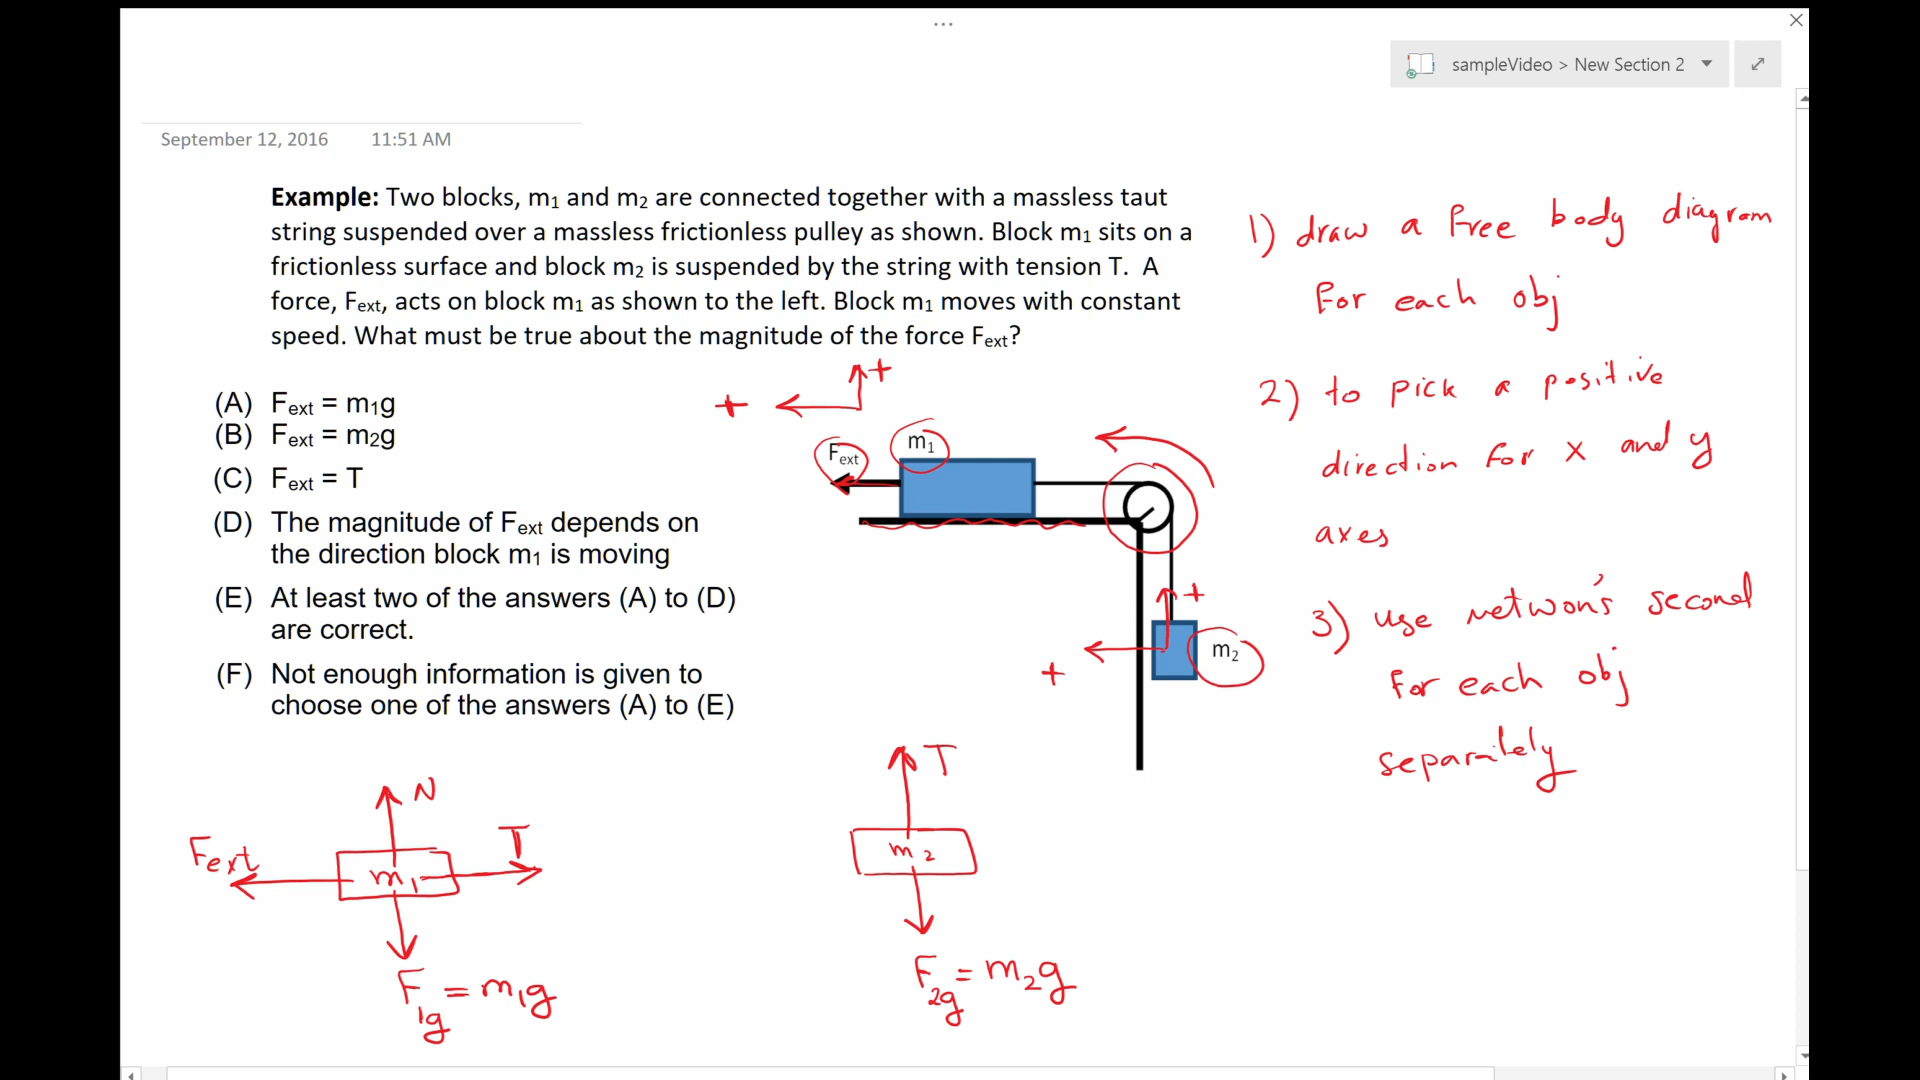 sampleVideo > New Section 2
September 12, 2016 11:51 AM
Example: Two blocks, m1 and m2 are connected together with a massless taut
string suspended over a massless frictionless pulley as shown. Block m1 sits on a
frictionless surface and block m2 is suspended by the string with tension T. A
force, Fext, acts on block m1 as shown to the left. Block m1 moves with constant
speed. What must be true about the magnitude of the force Fext?
(A) Fext = m1g
(B) Fext = m2g
(C) Fext = T
(D) The magnitude of Fext depends on
the direction block m1 is moving
(E) At least two of the answers (A) to (D)
are correct.
(F) Not enough information is given to
choose one of the answers (A) to (E)
+
+
Fext
m1
+
+
m2
1) draw a free body diagram
for each obj
2) to pick a positive
direction for x and y
axes
3) use netwon's second
for each obj
separately
N
Fext
T
m1
F1g = m1g
T
m2
F2g = m2g